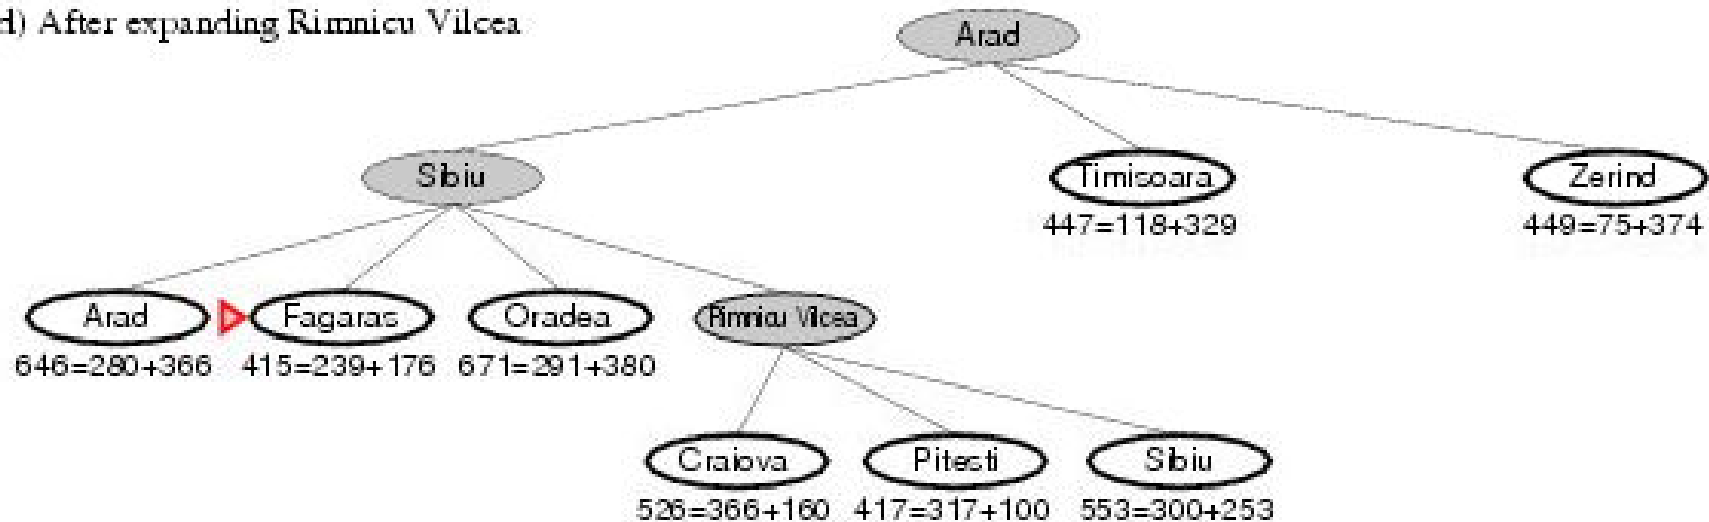 d) After expanding Rimnicu Vilcea
Arad
Sibiu
Timisoara
Zerind
447=118+329
449=75+374
Arad
Fagaras
Oradea
Rimnicu Vilcea
646=280+366
415=239+176
671=291+380
Craiova
Pitesti
Sibiu
526=366+160
417=317+100
553=300+253